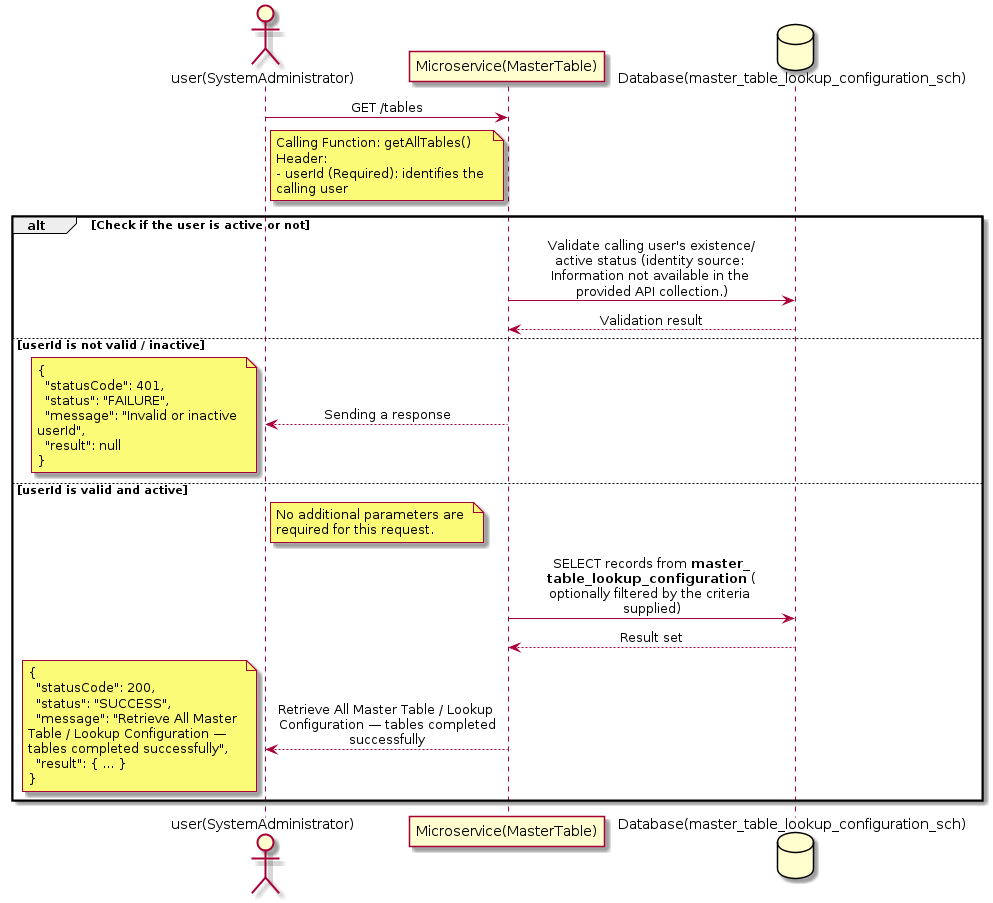 user(SystemAdministrator)
Microservice(MasterTable)
Database(master_table_lookup_configuration_sch)
GET /tables
Calling Function: getAllTables()
Header:
- userId (Required): identifies the
calling user
alt
[Check if the user is active or not]
Validate calling user's existence/
active status (identity source:
Information not available in the
provided API collection.)
Validation result
[userId is not valid / inactive]
{
"statusCode": 401,
"status": "FAILURE",
"message": "Invalid or inactive
userId",
"result": null
}
Sending a response
[userId is valid and active]
No additional parameters are
required for this request.
SELECT records from master_
table_lookup_configuration (
optionally filtered by the criteria
supplied)
Result set
{
"statusCode": 200,
"status": "SUCCESS",
"message": "Retrieve All Master
Table / Lookup Configuration —
tables completed successfully",
"result": { ... }
}
Retrieve All Master Table / Lookup
Configuration — tables completed
successfully
user(SystemAdministrator)
Microservice(MasterTable)
Database(master_table_lookup_configuration_sch)